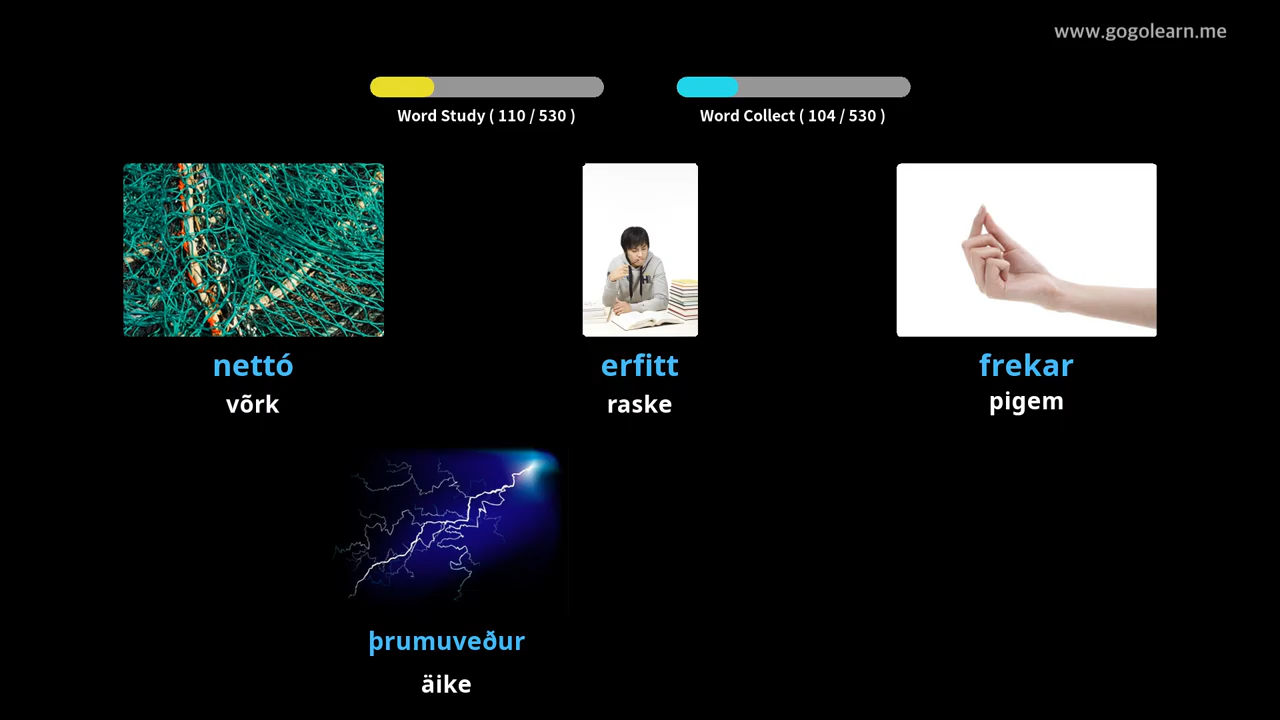 www.gogolearn.me
Word Study ( 110 / 530 )
Word Collect ( 104 / 530 )
nettó
võrk
erfitt
raske
frekar
pigem
þrumuveður
äike